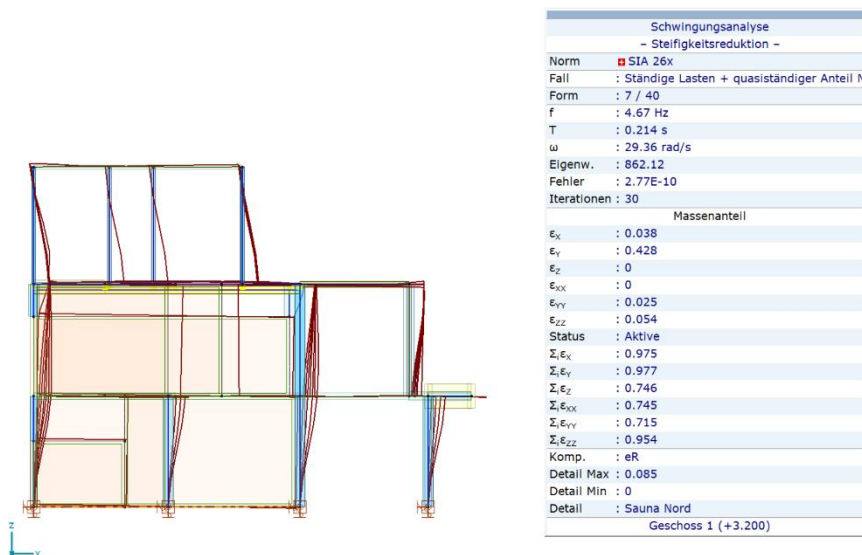 Schwingungsanalyse
– Steifigkeitsreduktion –
Norm SIA 26x
Fall : Ständige Lasten + quasiständiger Anteil N
Form : 7 / 40
f : 4.67 Hz
T : 0.214 s
ω : 29.36 rad/s
Eigenw. : 862.12
Fehler : 2.77E-10
Iterationen : 30
Massenanteil
εX : 0.038
εY : 0.428
εZ : 0
εXX : 0
εYY : 0.025
εZZ : 0.054
Status : Aktive
ΣiεX : 0.975
ΣiεY : 0.977
ΣiεZ : 0.746
ΣiεXX : 0.745
ΣiεYY : 0.715
ΣiεZZ : 0.954
Komp. : eR
Detail Max : 0.085
Detail Min : 0
Detail : Sauna Nord
Geschoss 1 (+3.200)
Z
Y